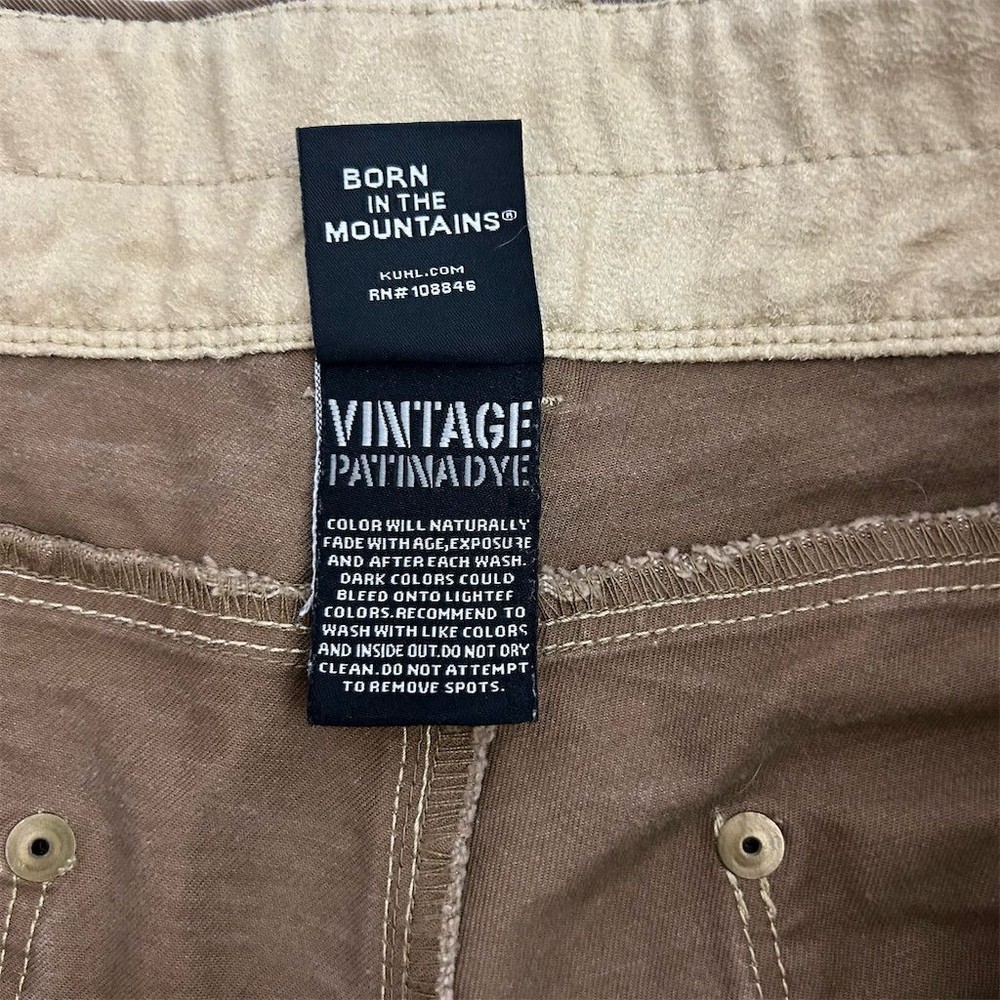 BORN
IN THE
MOUNTAINS®
KUHL.COM
RN#108846
VINTAGE
PATINA DYE
COLOR WILL NATURALLY
FADE WITH AGE,EXPOSURE
AND AFTER EACH WASH.
DARK COLORS COULD
BLEED ONTO LIGHTER
COLORS.RECOMMEND TO
WASH WITH LIKE COLORS
AND INSIDE OUT.DO NOT DRY
CLEAN.DO NOT ATTEMPT
TO REMOVE SPOTS.